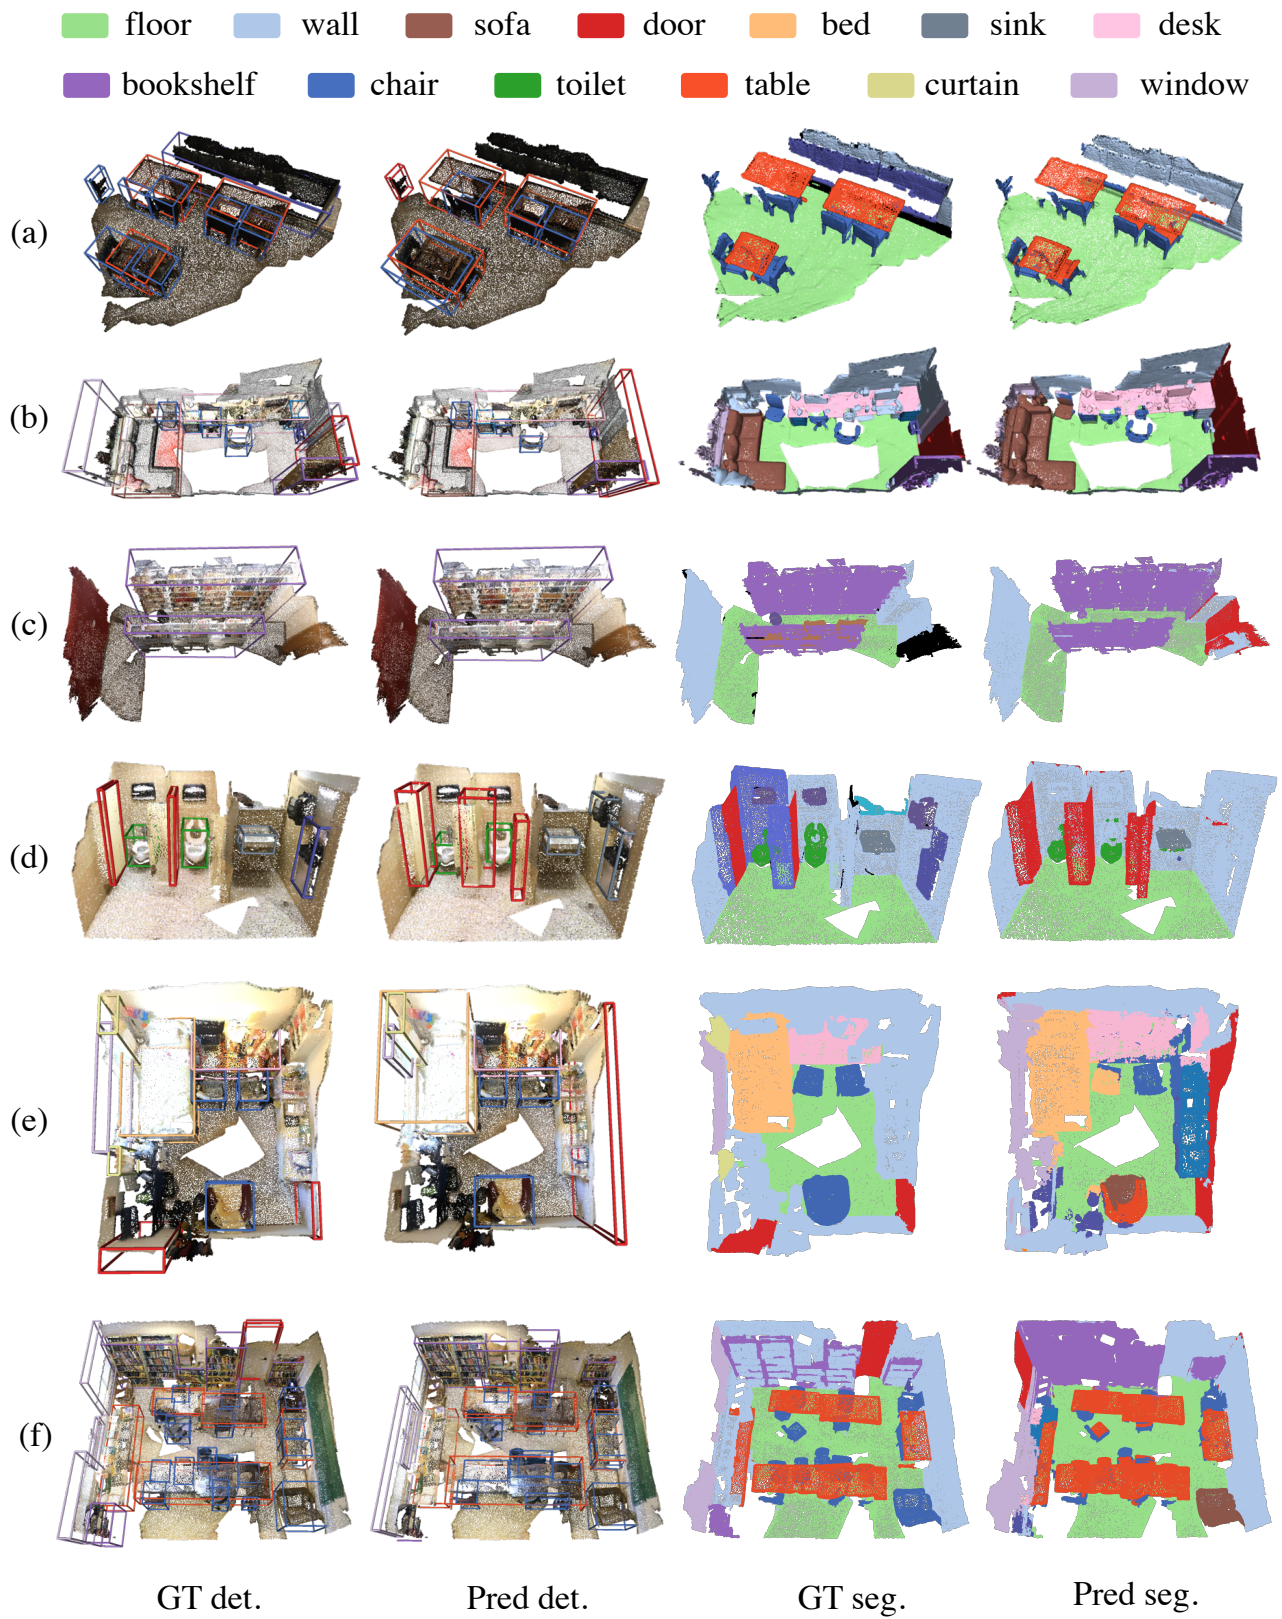 floor wall sofa door bed sink desk
bookshelf chair toilet table curtain window
(a)
(b)
(c)
(d)
(e)
(f)
GT det. Pred det. GT seg. Pred seg.